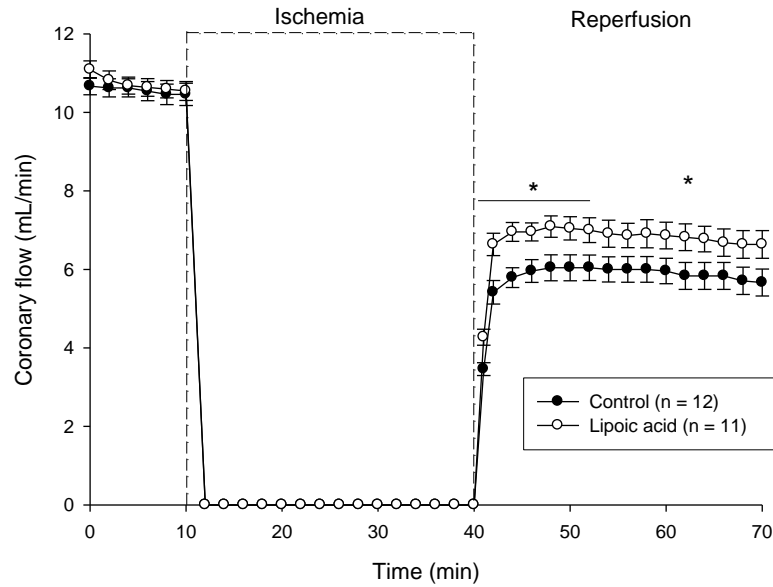 Ischemia
Reperfusion
12
10
8
6
4
2
0
Coronary flow (mL/min)
*
*
Control (n = 12)
Lipoic acid (n = 11)
0 10 20 30 40 50 60 70
Time (min)